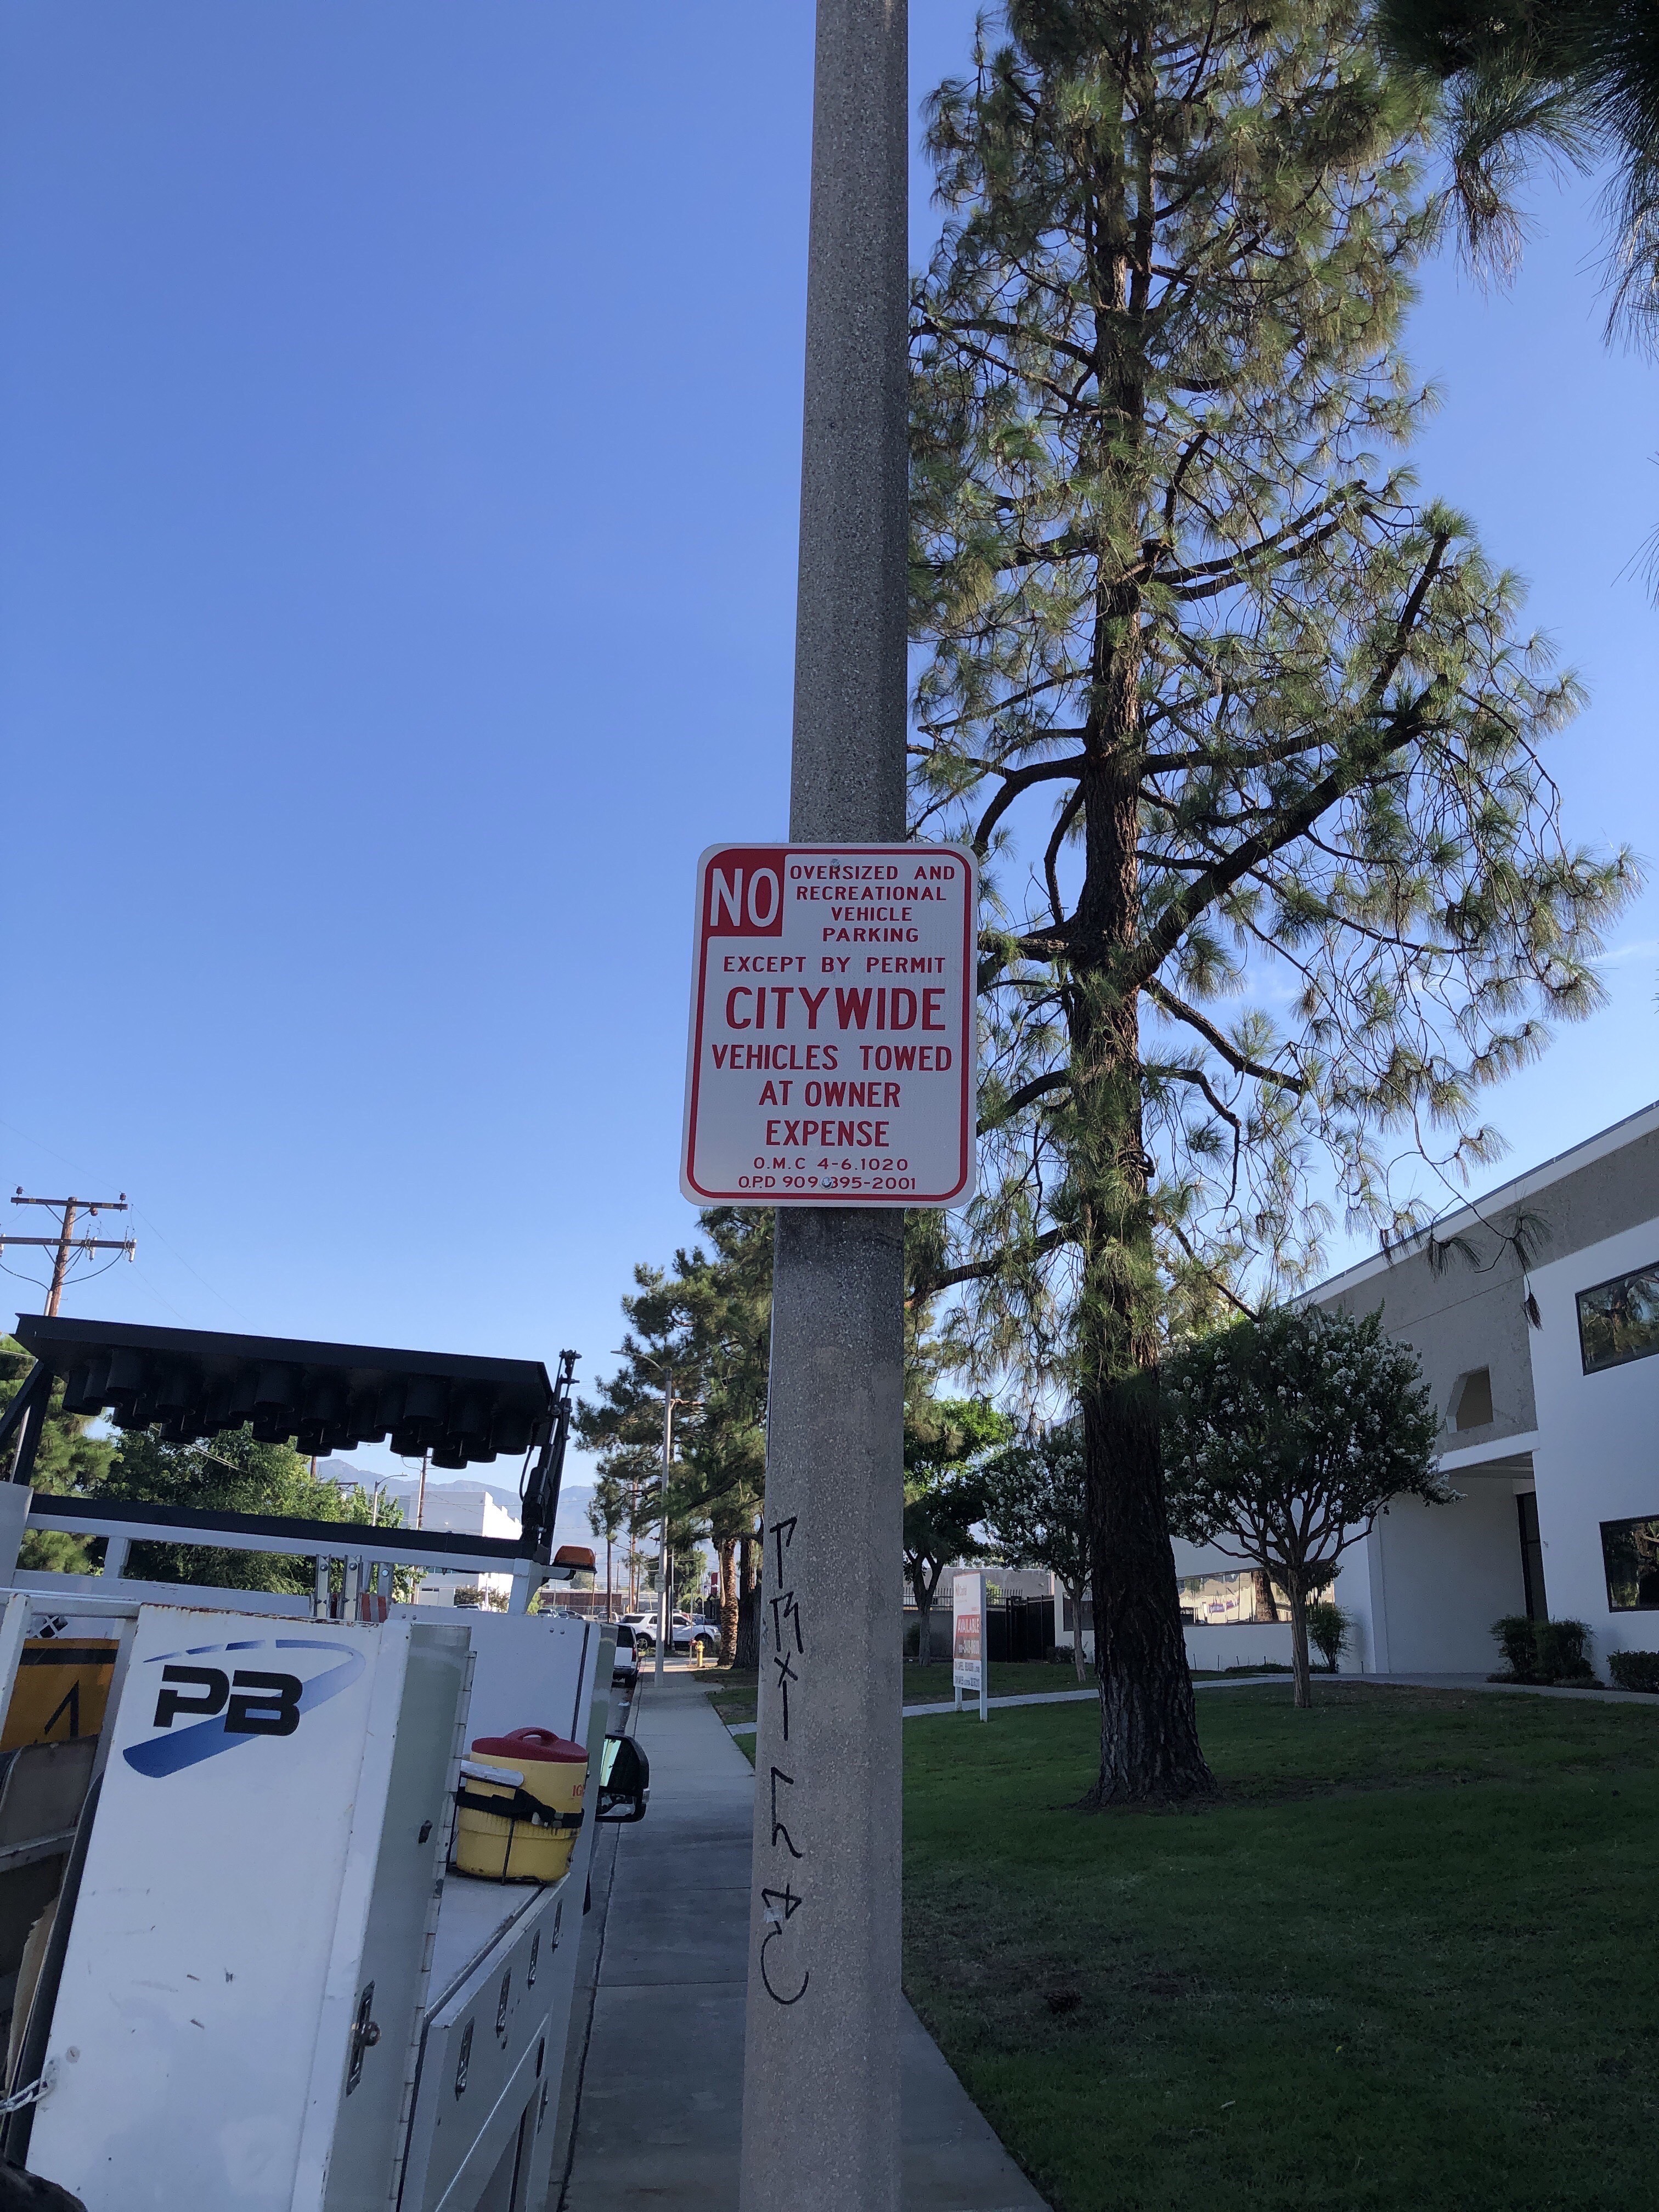 NO
OVERSIZED AND
RECREATIONAL
VEHICLE
PARKING
EXCEPT BY PERMIT
CITYWIDE
VEHICLES TOWED
AT OWNER
EXPENSE
O.M.C 4-6.1020
O.P.D 909 395-2001
PB
AVAILABLE